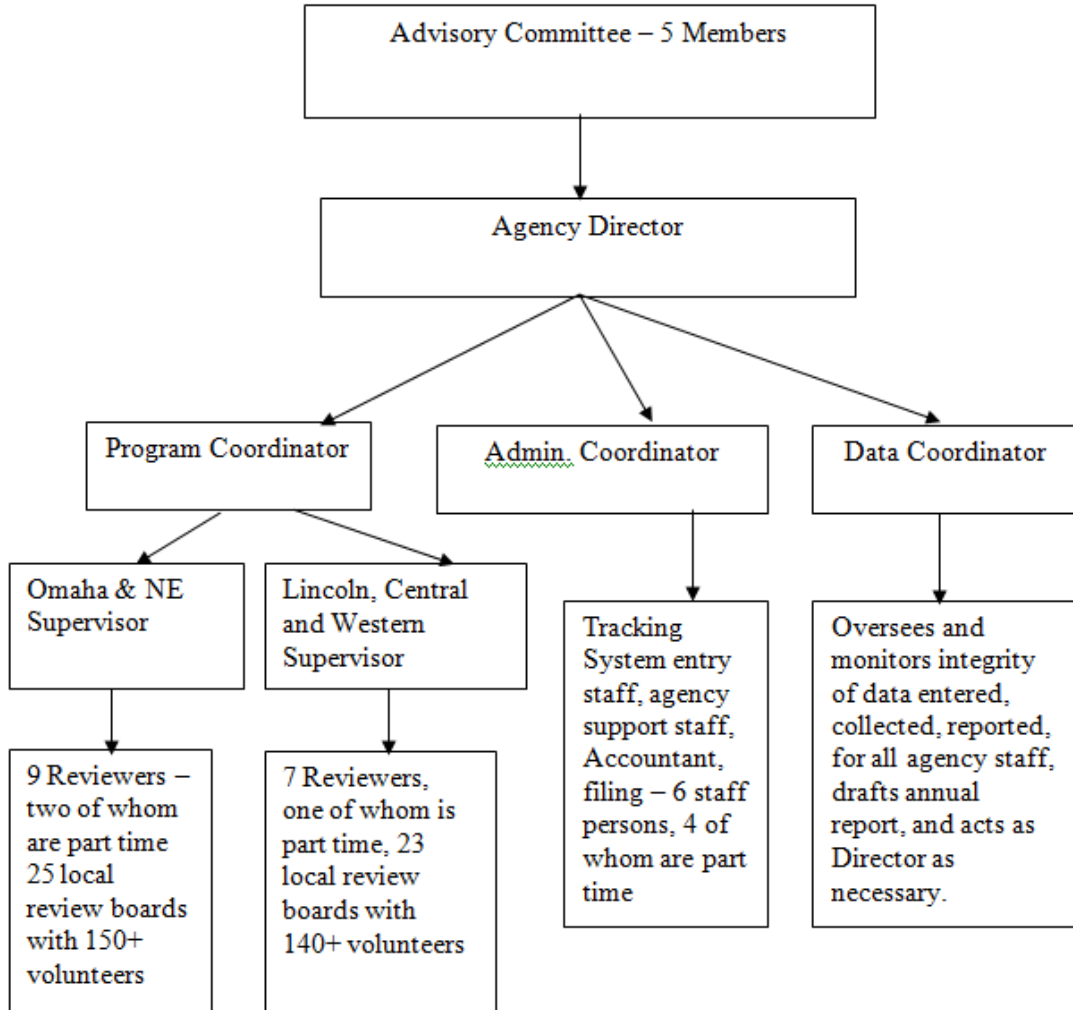 Advisory Committee – 5 Members
Agency Director
Program Coordinator
Admin. Coordinator
Data Coordinator
Omaha & NE
Supervisor
Lincoln, Central
and Western
Supervisor
Tracking
System entry
staff, agency
support staff,
Accountant,
filing – 6 staff
persons, 4 of
whom are part
time
Oversees and
monitors integrity
of data entered,
collected, reported,
for all agency staff,
drafts annual
report, and acts as
Director as
necessary.
9 Reviewers –
two of whom
are part time
25 local
review boards
with 150+
volunteers
7 Reviewers,
one of whom is
part time, 23
local review
boards with
140+ volunteers